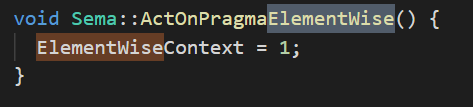 void Sema::ActOnPragmaElementWise() {
ElementWiseContext = 1;
}